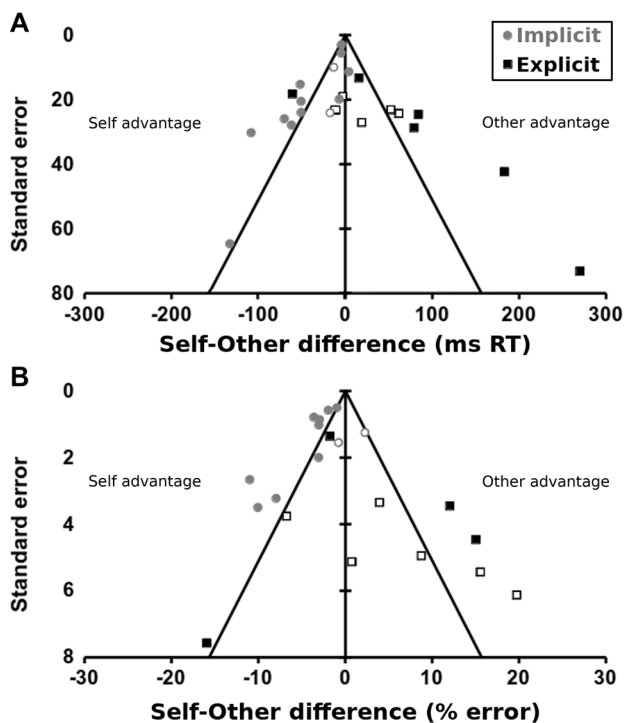 A
Implicit
Explicit
Self advantage
Other advantage
Standard error
0
20
40
60
80
-300 -200 -100 0 100 200 300
Self-Other difference (ms RT)
B
Self advantage
Other advantage
Standard error
0
2
4
6
8
-30 -20 -10 0 10 20 30
Self-Other difference (% error)